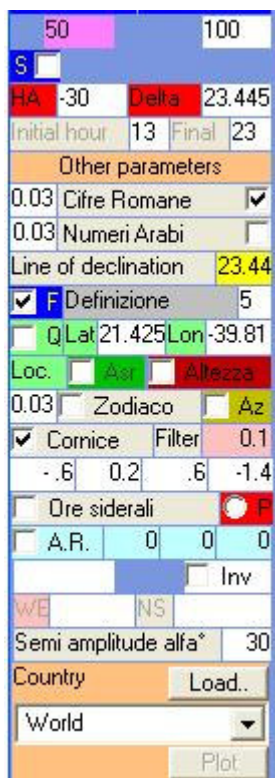 50 100
S
HA -30 Delta 23.445
Initial hour 13 Final 23
Other parameters
0.03 Cifre Romane
0.03 Numeri Arabi
Line of declination 23.44
F Definizione 5
Q Lat 21.425 Lon -39.81
Loc. Asr Altezza
0.03 Zodiaco Az
Cornice Filter 0.1
-.6 0.2 .6 -1.4
Ore siderali P
A.R. 0 0 0
Inv
WE NS
Semi amplitude alfa° 30
Country Load..
World
Plot